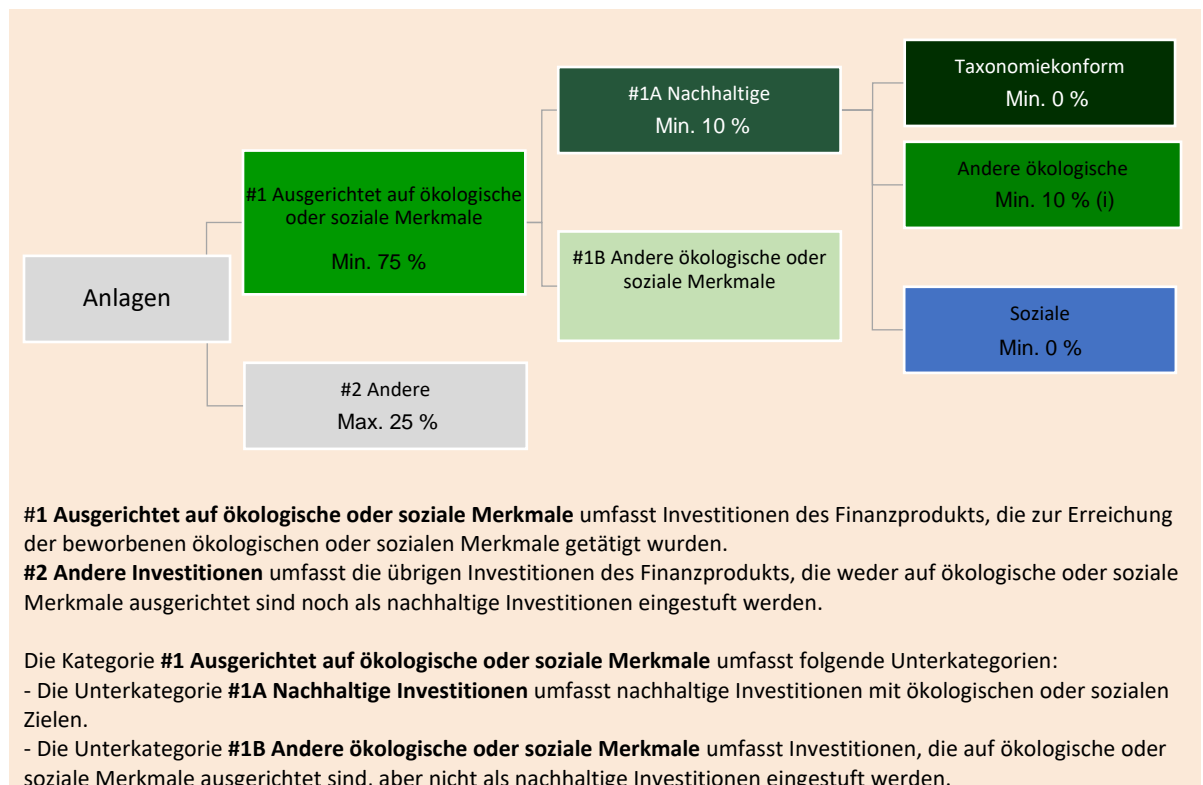 Anlagen
#1 Ausgerichtet auf ökologische
oder soziale Merkmale
Min. 75 %
#2 Andere
Max. 25 %
#1A Nachhaltige
Min. 10 %
#1B Andere ökologische oder
soziale Merkmale
Taxonomiekonform
Min. 0 %
Andere ökologische
Min. 10 % (i)
Soziale
Min. 0 %
#1 Ausgerichtet auf ökologische oder soziale Merkmale umfasst Investitionen des Finanzprodukts, die zur Erreichung
der beworbenen ökologischen oder sozialen Merkmale getätigt wurden.
#2 Andere Investitionen umfasst die übrigen Investitionen des Finanzprodukts, die weder auf ökologische oder soziale
Merkmale ausgerichtet sind noch als nachhaltige Investitionen eingestuft werden.
Die Kategorie #1 Ausgerichtet auf ökologische oder soziale Merkmale umfasst folgende Unterkategorien:
- Die Unterkategorie #1A Nachhaltige Investitionen umfasst nachhaltige Investitionen mit ökologischen oder sozialen
Zielen.
- Die Unterkategorie #1B Andere ökologische oder soziale Merkmale umfasst Investitionen, die auf ökologische oder
soziale Merkmale ausgerichtet sind, aber nicht als nachhaltige Investitionen eingestuft werden.